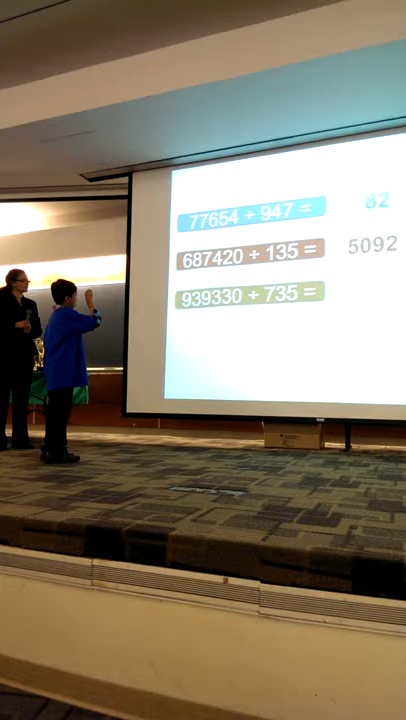 77654 ÷ 947 = 82
687420 ÷ 135 = 5092
939330 ÷ 735 =